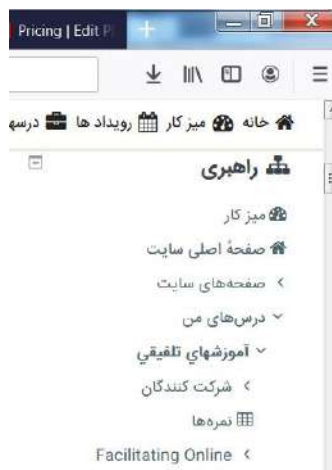 Pricing | Edit
خانه میز کار رویداد ها
راهبری
میز کار
صفحهٔ اصلی سایت
صفحه‌های سایت
درس‌های من
آموزشهاي تلفيقي
شرکت کنندگان
نمره‌ها
Facilitating Online